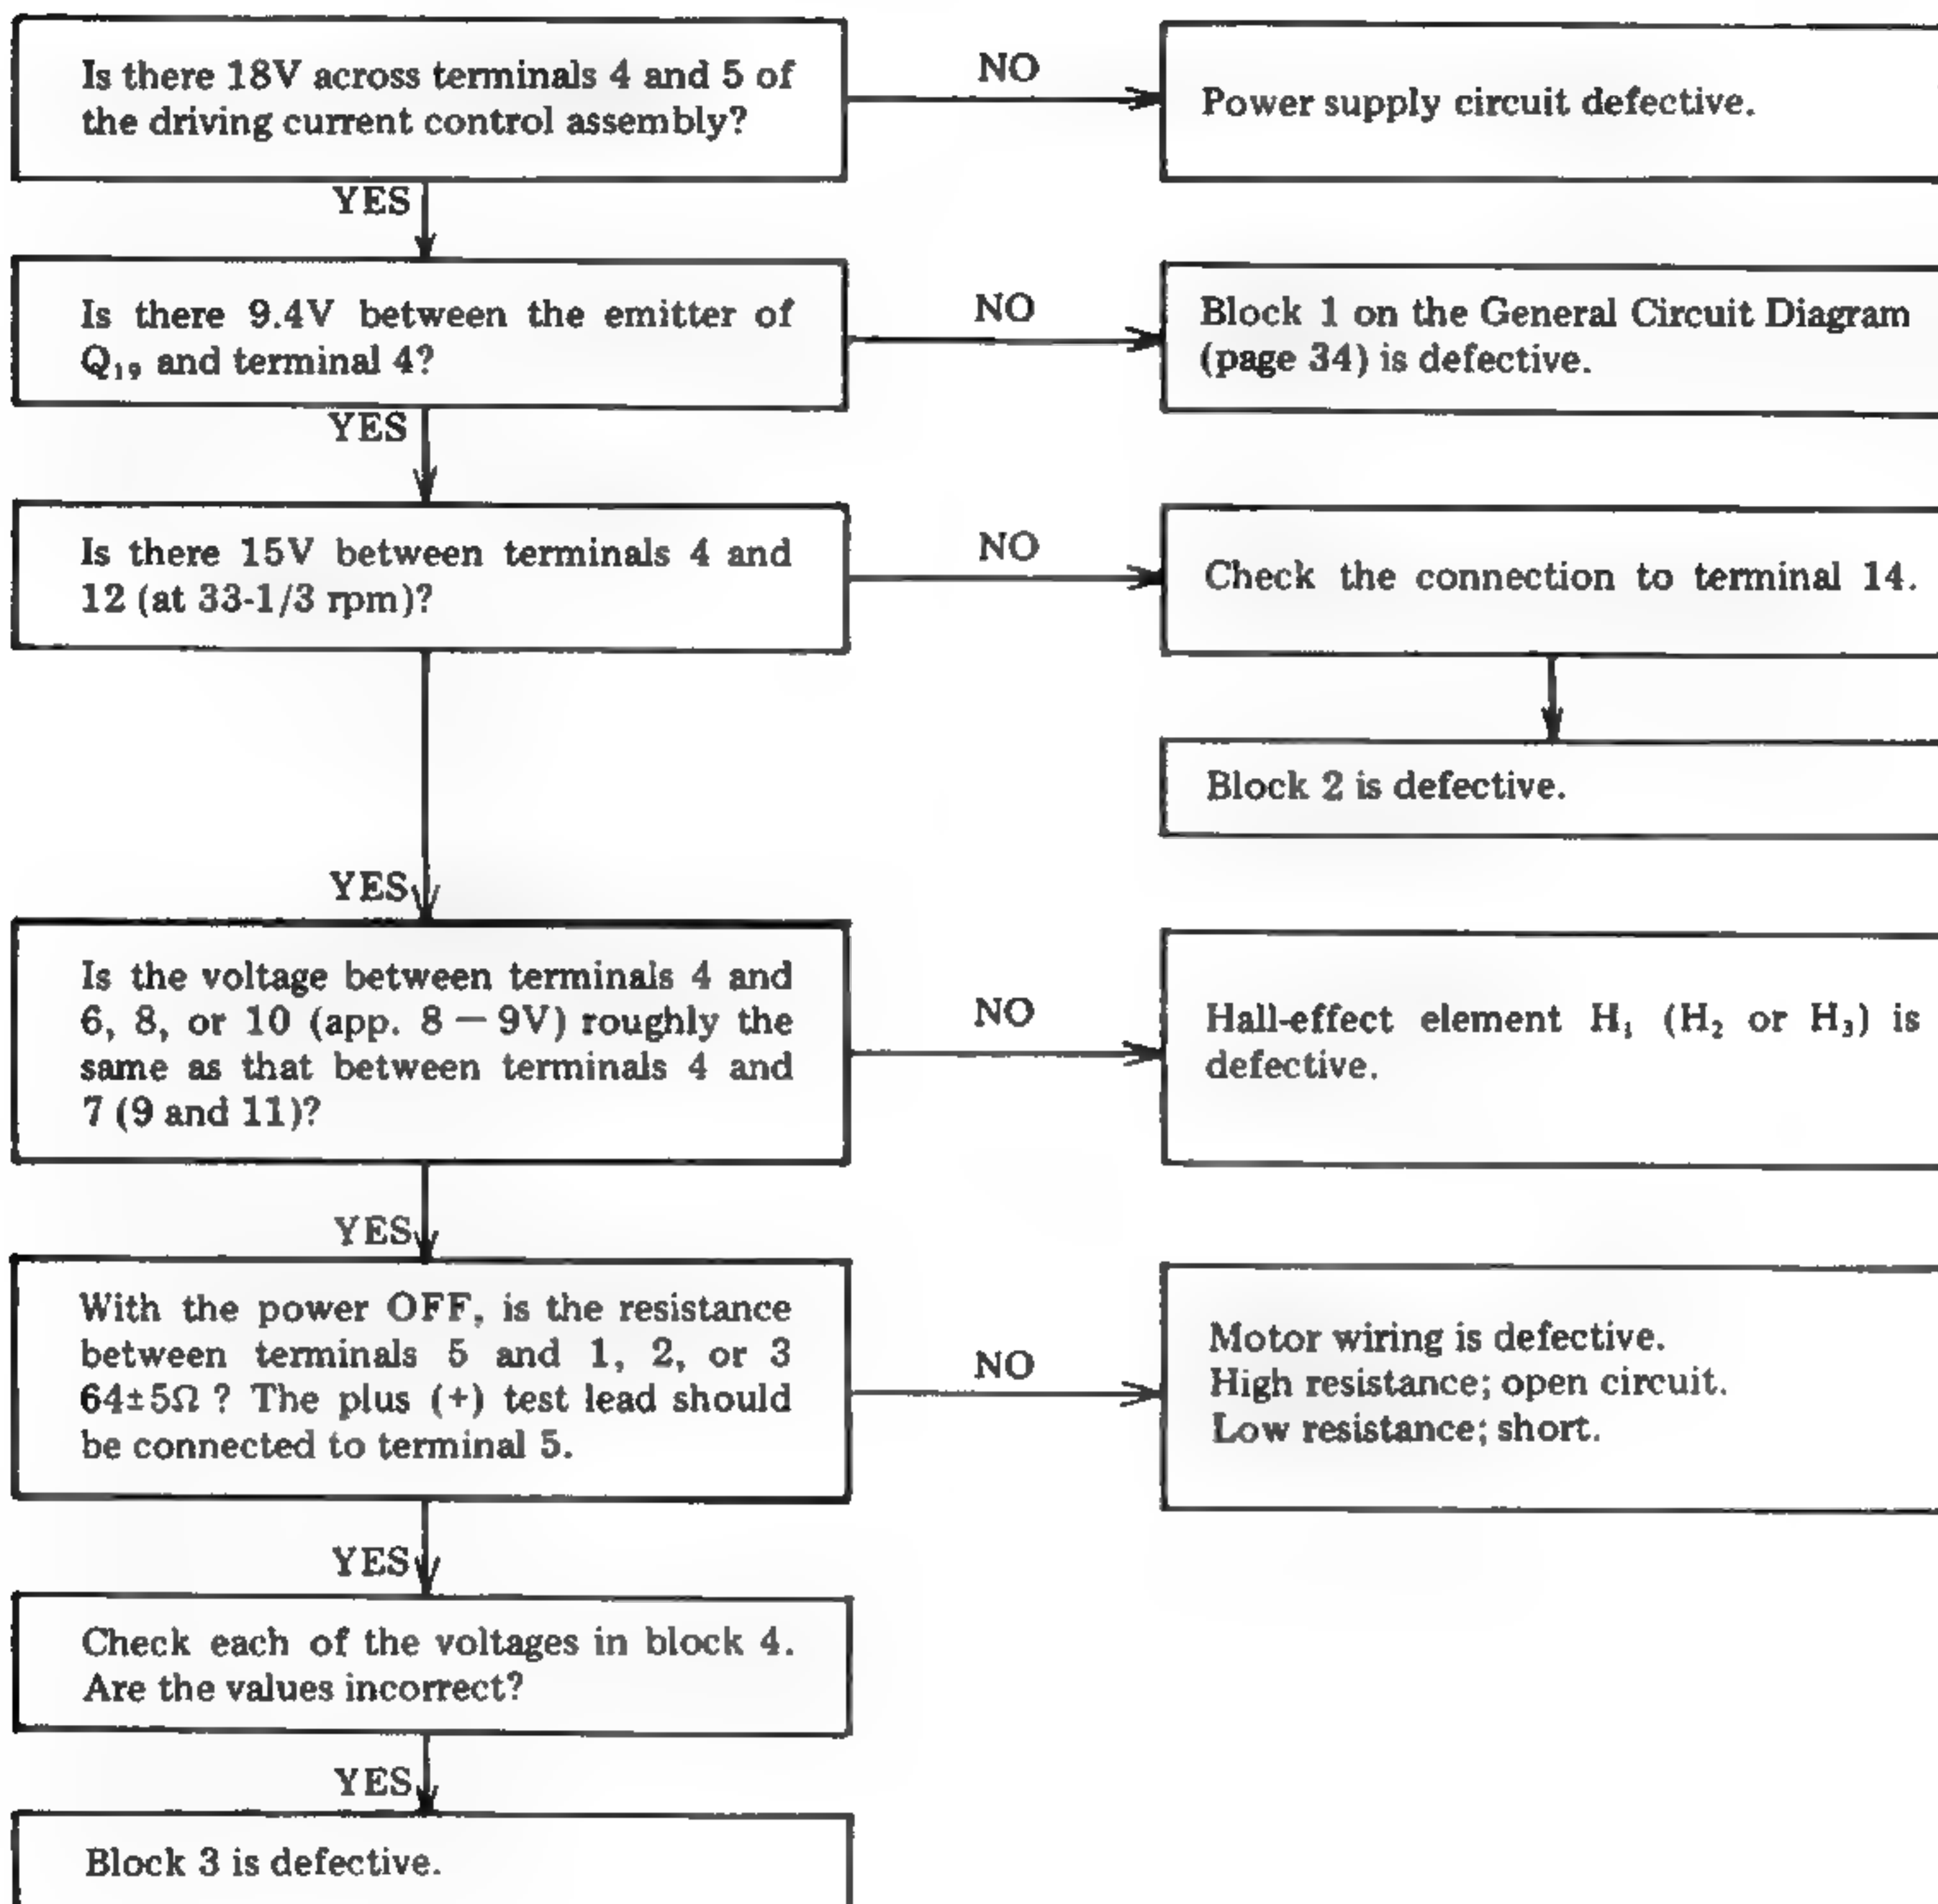 Is there 18V across terminals 4 and 5 of
the driving current control assembly?
NO
Power supply circuit defective.
YES
Is there 9.4V between the emitter of
Q₁₉ and terminal 4?
NO
Block 1 on the General Circuit Diagram
(page 34) is defective.
YES
Is there 15V between terminals 4 and
12 (at 33-1/3 rpm)?
NO
Check the connection to terminal 14.
Block 2 is defective.
YES
Is the voltage between terminals 4 and
6, 8, or 10 (app. 8 – 9V) roughly the
same as that between terminals 4 and
7 (9 and 11)?
NO
Hall-effect element H₁ (H₂ or H₃) is
defective.
YES
With the power OFF, is the resistance
between terminals 5 and 1, 2, or 3
64±5Ω ? The plus (+) test lead should
be connected to terminal 5.
NO
Motor wiring is defective.
High resistance; open circuit.
Low resistance; short.
YES
Check each of the voltages in block 4.
Are the values incorrect?
YES
Block 3 is defective.